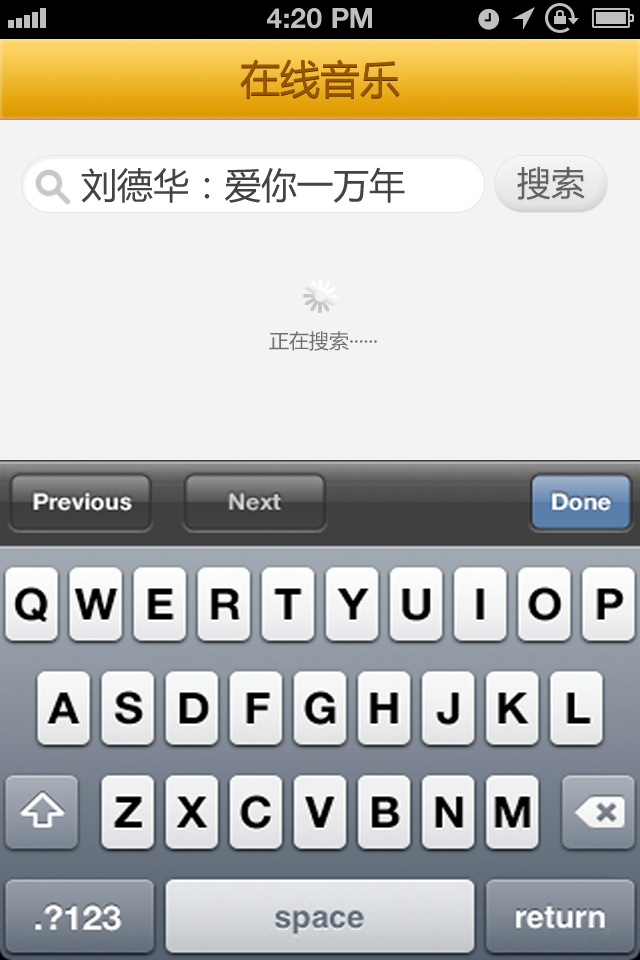 4:20 PM
在线音乐
刘德华：爱你一万年 搜索
正在搜索······
Previous Next Done
Q W E R T Y U I O P
A S D F G H J K L
Z X C V B N M
.?123 space return